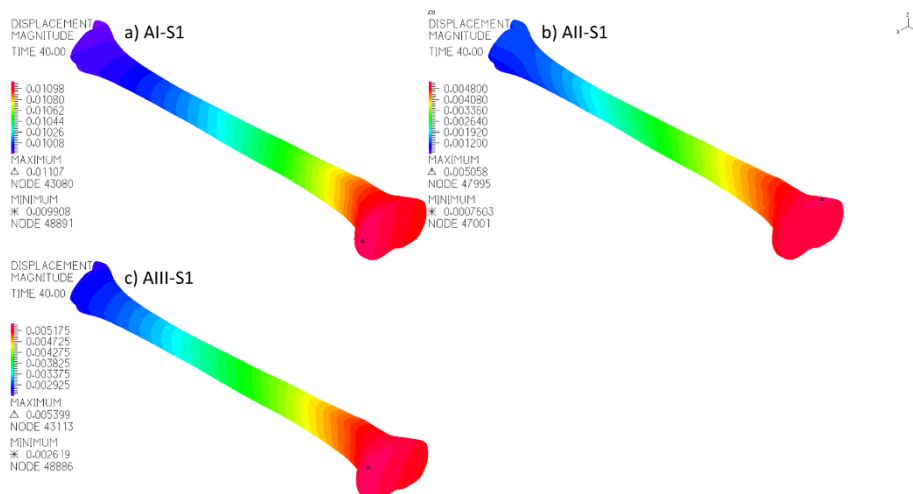 DISPLACEMENT
MAGNITUDE
TIME 40.00
a) AI-S1
0.01098
0.01080
0.01062
0.01044
0.01026
0.01008
MAXIMUM
△ 0.01107
NODE 43080
MINIMUM
✳ 0.009908
NODE 48891
DISPLACEMENT
MAGNITUDE
TIME 40.00
b) AII-S1
0.004800
0.004080
0.003360
0.002640
0.001920
0.001200
MAXIMUM
△ 0.005058
NODE 47995
MINIMUM
✳ 0.0007603
NODE 47001
Z
DISPLACEMENT
MAGNITUDE
TIME 40.00
c) AIII-S1
0.005175
0.004725
0.004275
0.003825
0.003375
0.002925
MAXIMUM
△ 0.005399
NODE 43113
MINIMUM
✳ 0.002619
NODE 48886